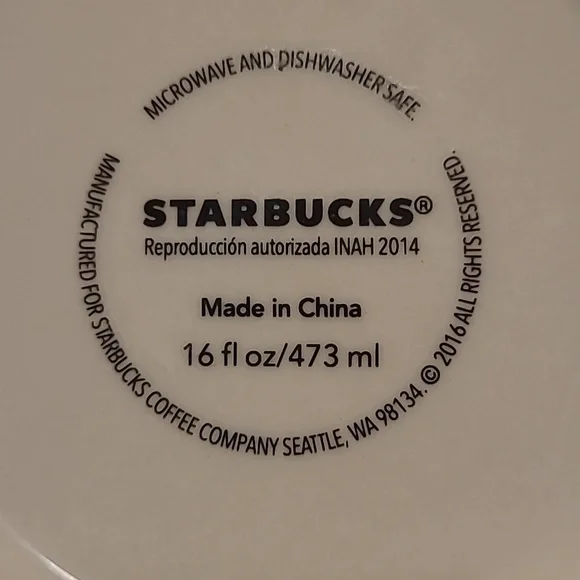 MICROWAVE AND DISHWASHER SAFE.
STARBUCKS®
Reproducción autorizada INAH 2014
Made in China
16 fl oz/473 ml
MANUFACTURED FOR STARBUCKS COFFEE COMPANY SEATTLE, WA 98134. © 2016 ALL RIGHTS RESERVED.